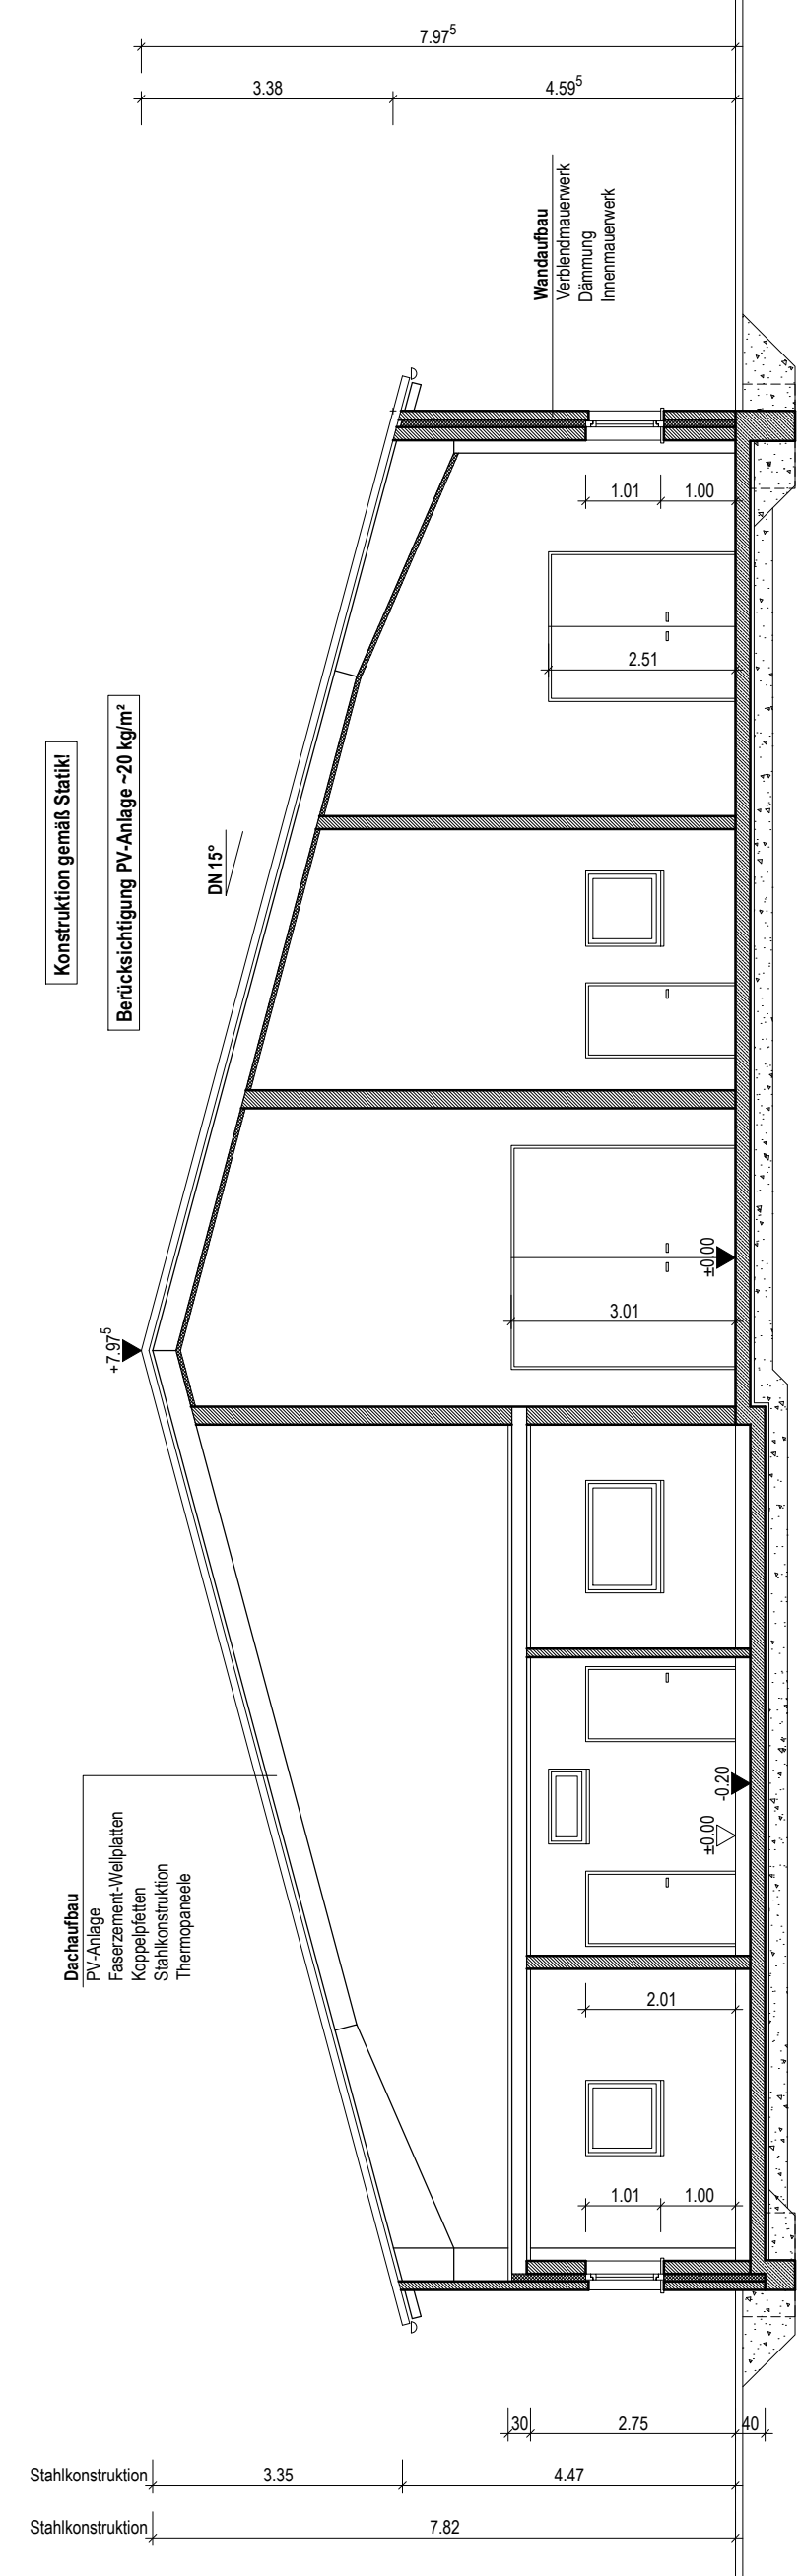 7.97⁵
3.38
4.59⁵
Wandaufbau
Verblendmauerwerk
Dämmung
Innenmauerwerk
1.01
1.00
2.51
Konstruktion gemäß Statik!
Berücksichtigung PV-Anlage ~20 kg/m²
DN 15°
+7.97⁵
±0.00
3.01
Dachaufbau
PV-Anlage
Faserzement-Wellplatten
Koppelpfetten
Stahlkonstruktion
Thermopaneele
-0.20
±0.00
2.01
1.01
1.00
30
2.75
40
Stahlkonstruktion
3.35
4.47
Stahlkonstruktion
7.82